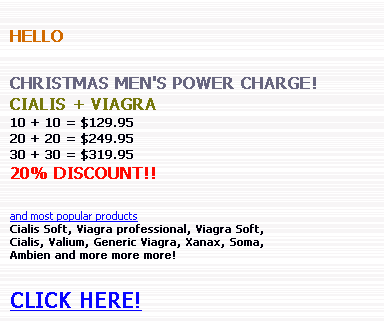 HELLO
CHRISTMAS MEN'S POWER CHARGE!
CIALIS + VIAGRA
10 + 10 = $129.95
20 + 20 = $249.95
30 + 30 = $319.95
20% DISCOUNT!!
and most popular products
Cialis Soft, Viagra professional, Viagra Soft,
Cialis, Valium, Generic Viagra, Xanax, Soma,
Ambien and more more more!
CLICK HERE!